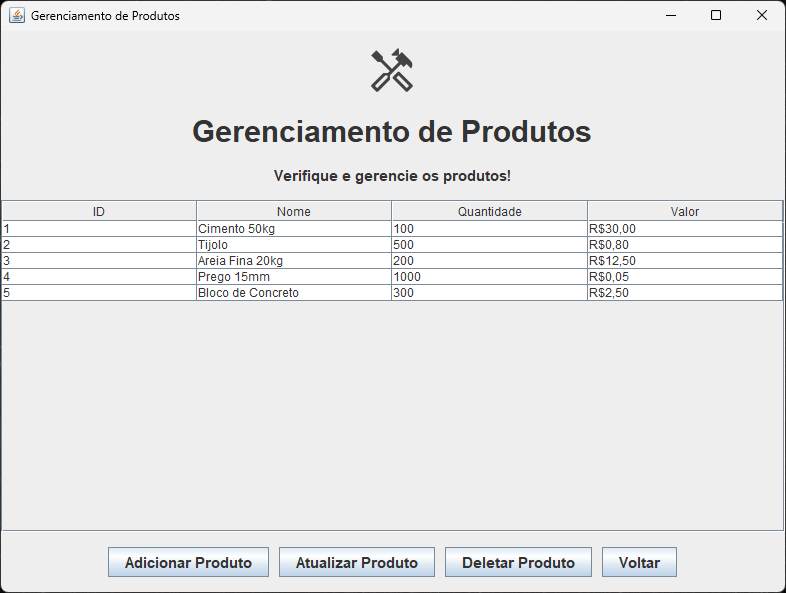 Gerenciamento de Produtos
Gerenciamento de Produtos
Verifique e gerencie os produtos!
ID Nome Quantidade Valor
1 Cimento 50kg 100 R$30,00
2 Tijolo 500 R$0,80
3 Areia Fina 20kg 200 R$12,50
4 Prego 15mm 1000 R$0,05
5 Bloco de Concreto 300 R$2,50
Adicionar Produto Atualizar Produto Deletar Produto Voltar